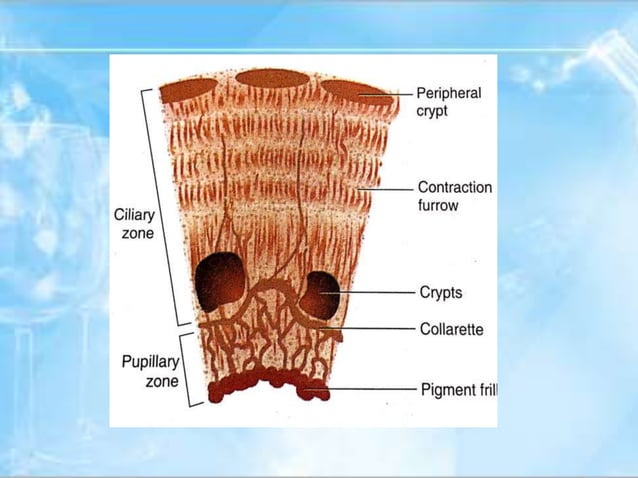 Peripheral
crypt
Contraction
furrow
Ciliary
zone
Crypts
Collarette
Pupillary
zone
Pigment frill